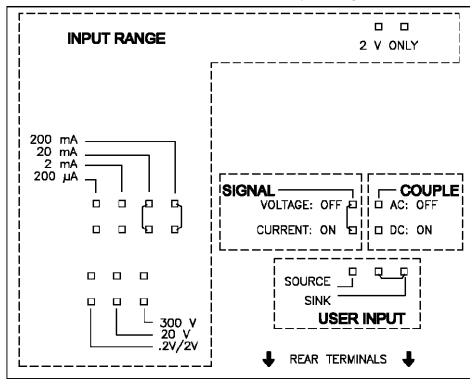 INPUT RANGE
2 V ONLY
200 mA
20 mA
2 mA
200 µA
SIGNAL
VOLTAGE: OFF
CURRENT: ON
COUPLE
AC: OFF
DC: ON
300 V
20 V
.2V/2V
SOURCE
SINK
USER INPUT
REAR TERMINALS